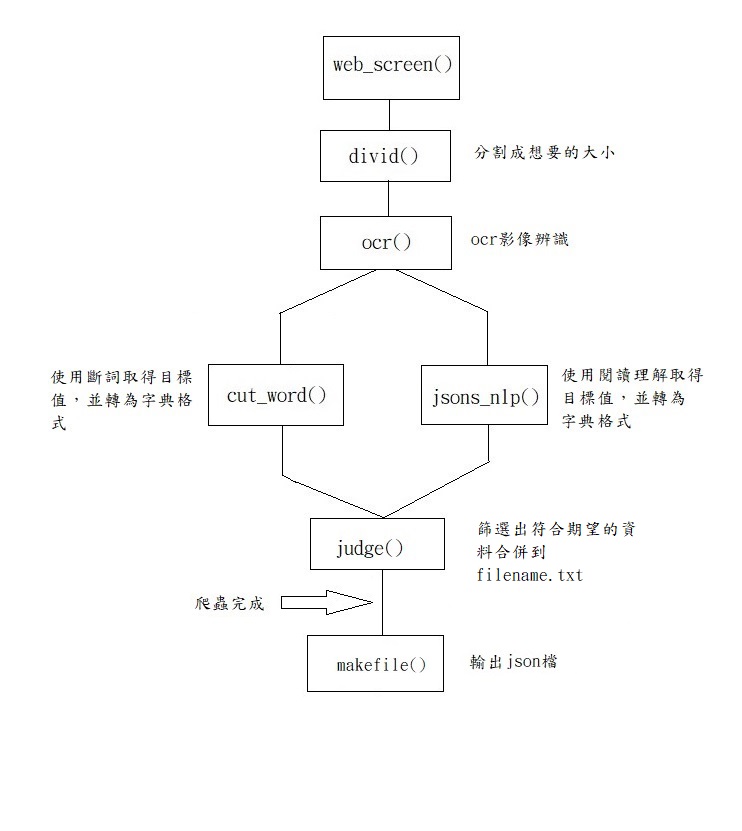 web_screen()
divid()
分割成想要的大小
ocr()
ocr影像辨識
使用斷詞取得目標
值，並轉為字典格
式
cut_word()
jsons_nlp()
使用閱讀理解取得
目標值，並轉為
字典格式
judge()
篩選出符合期望的資
料合併到
filename.txt
爬蟲完成
makefile()
輸出json檔